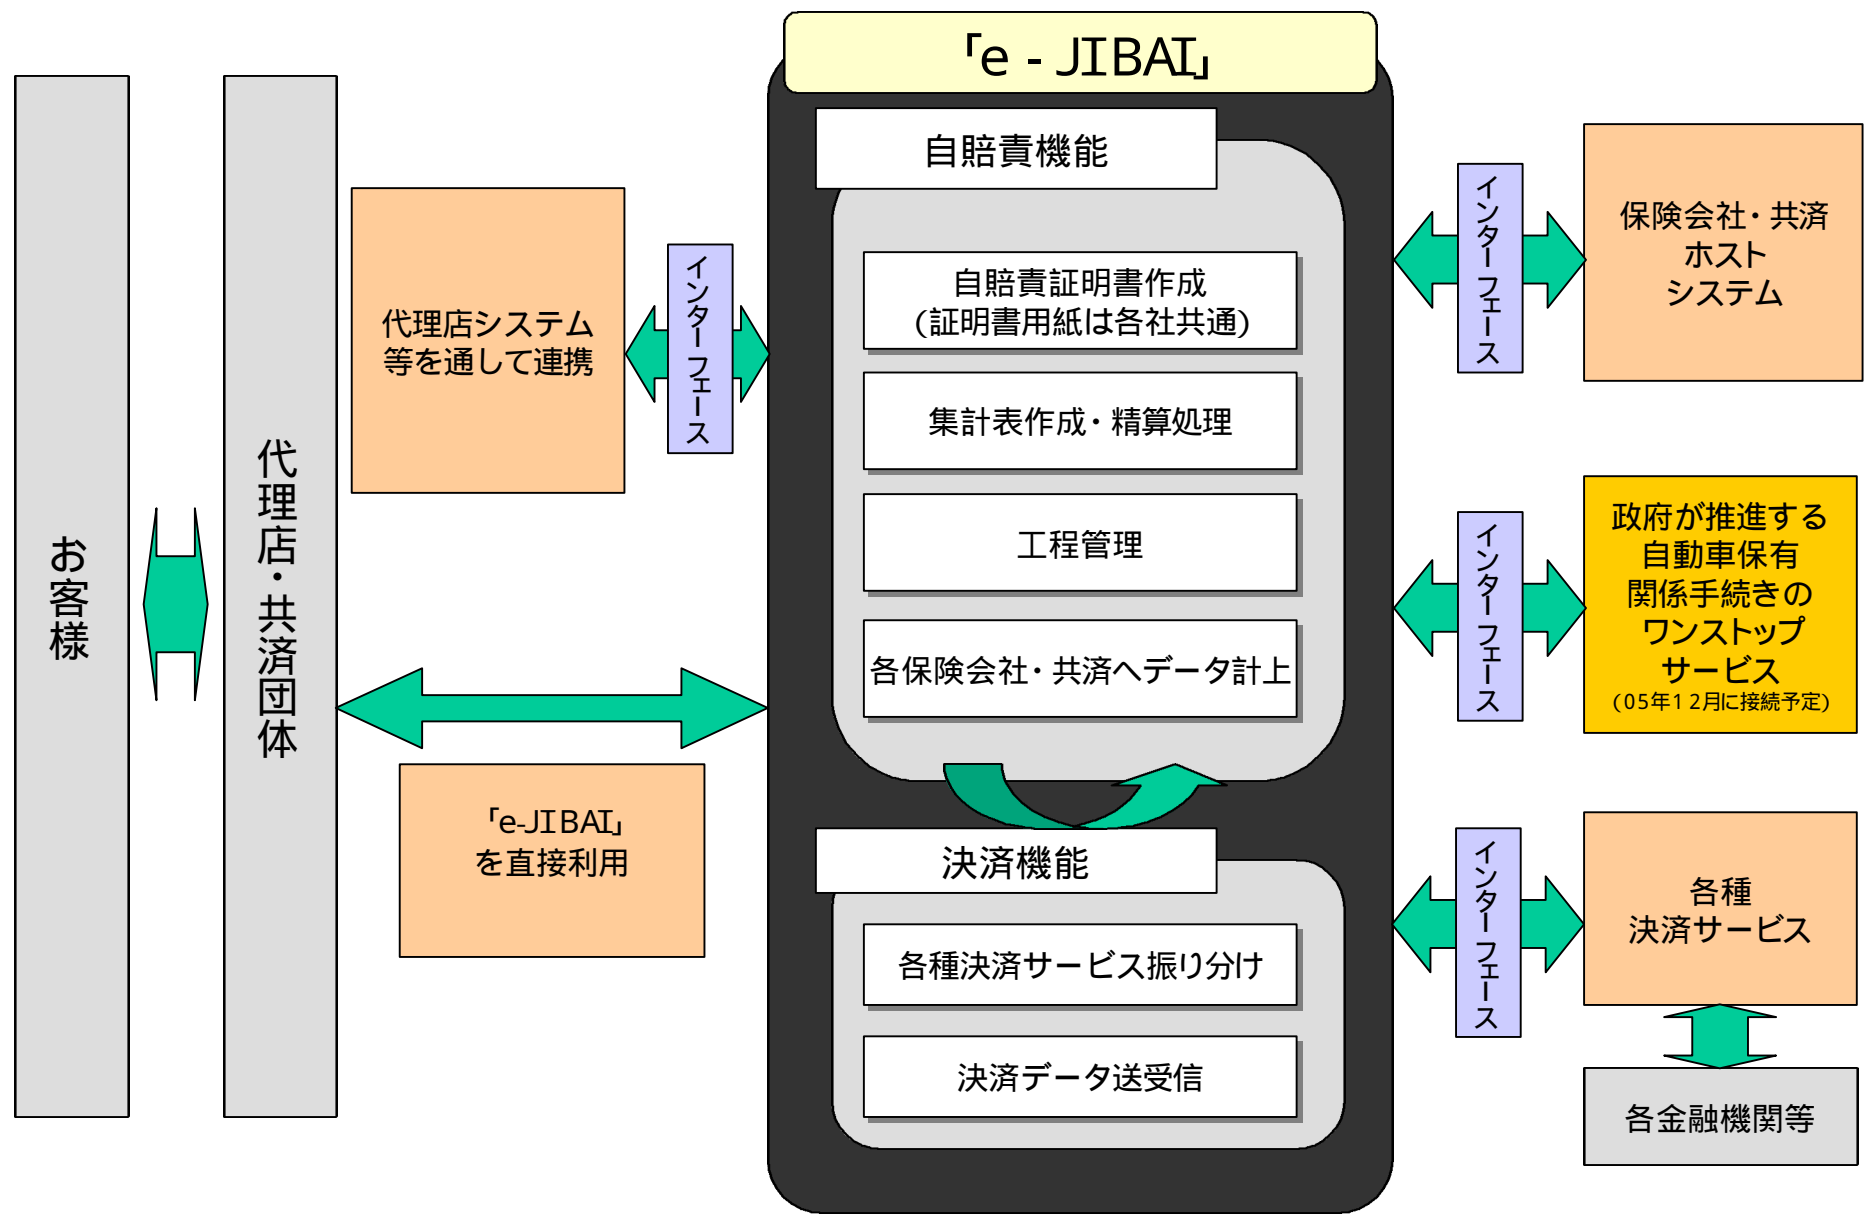 「e - JIBAI」
お客様
代理店・共済団体
代理店システム
等を通して連携
インターフェース
「e-JIBAI」
を直接利用
自賠責機能
自賠責証明書作成
(証明書用紙は各社共通)
集計表作成・精算処理
工程管理
各保険会社・共済へデータ計上
決済機能
各種決済サービス振り分け
決済データ送受信
インターフェース
保険会社・共済
ホスト
システム
インターフェース
政府が推進する
自動車保有
関係手続きの
ワンストップ
サービス
(05年12月に接続予定)
インターフェース
各種
決済サービス
各金融機関等